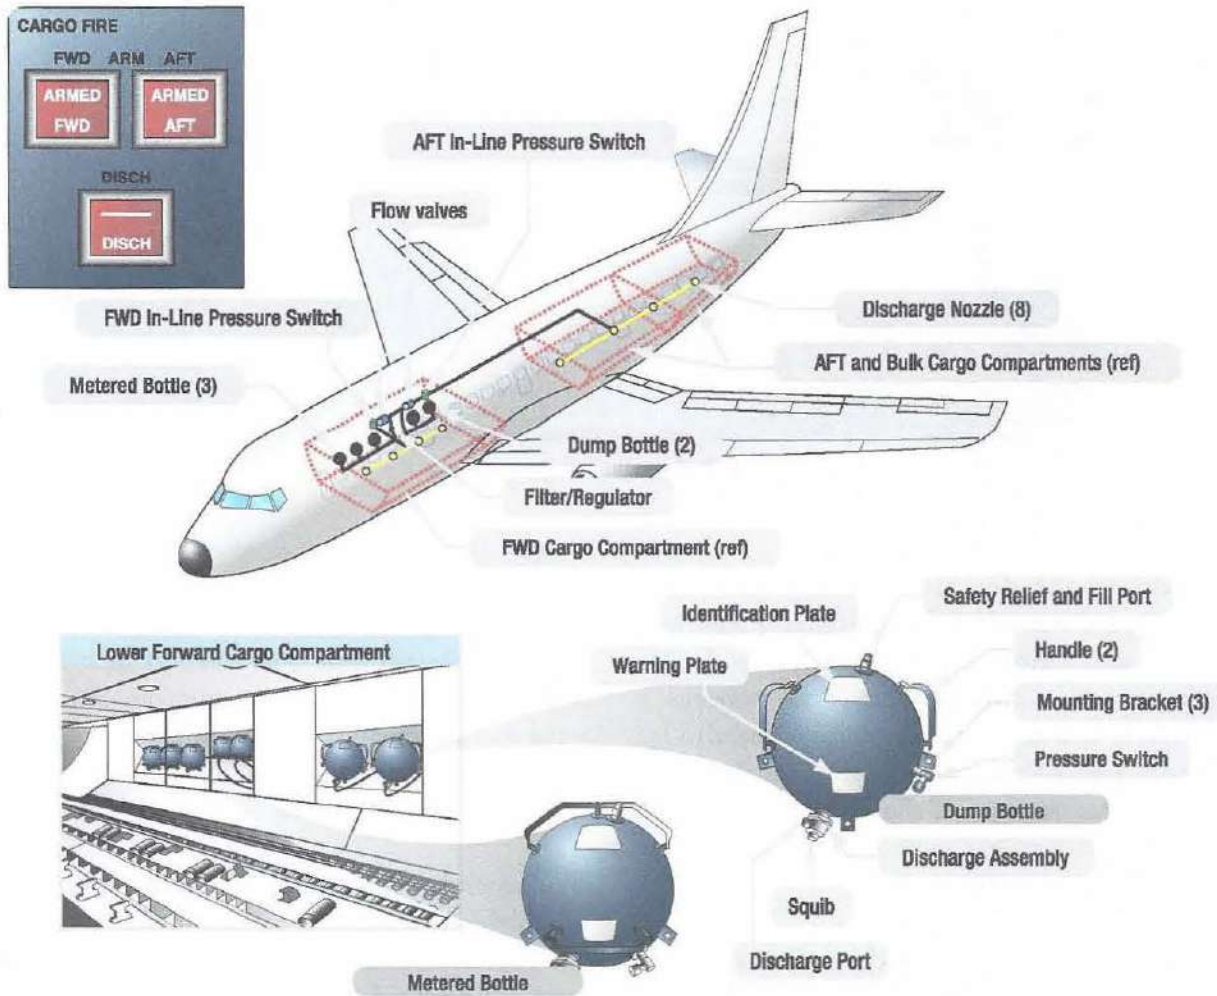 CARGO FIRE
FWD ARM AFT
ARMED
FWD
ARMED
AFT
DISCH
DISCH
AFT In-Line Pressure Switch
Flow valves
FWD In-Line Pressure Switch
Metered Bottle (3)
Discharge Nozzle (8)
AFT and Bulk Cargo Compartments (ref)
Dump Bottle (2)
Filter/Regulator
FWD Cargo Compartment (ref)
Lower Forward Cargo Compartment
Identification Plate
Safety Relief and Fill Port
Warning Plate
Handle (2)
Mounting Bracket (3)
Pressure Switch
Dump Bottle
Discharge Assembly
Squib
Discharge Port
Metered Bottle